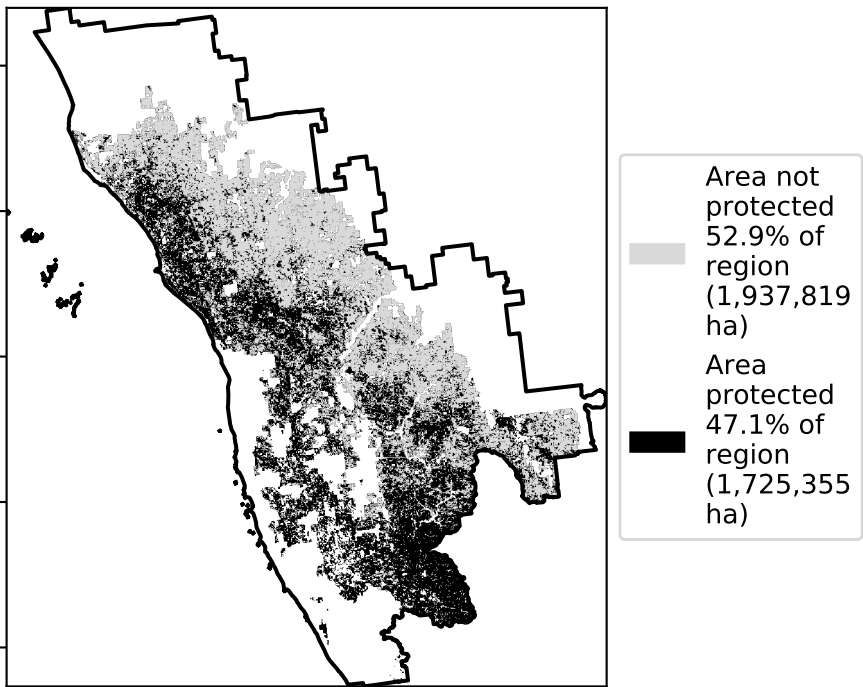 Area not
protected
52.9% of
region
(1,937,819
ha)
Area
protected
47.1% of
region
(1,725,355
ha)